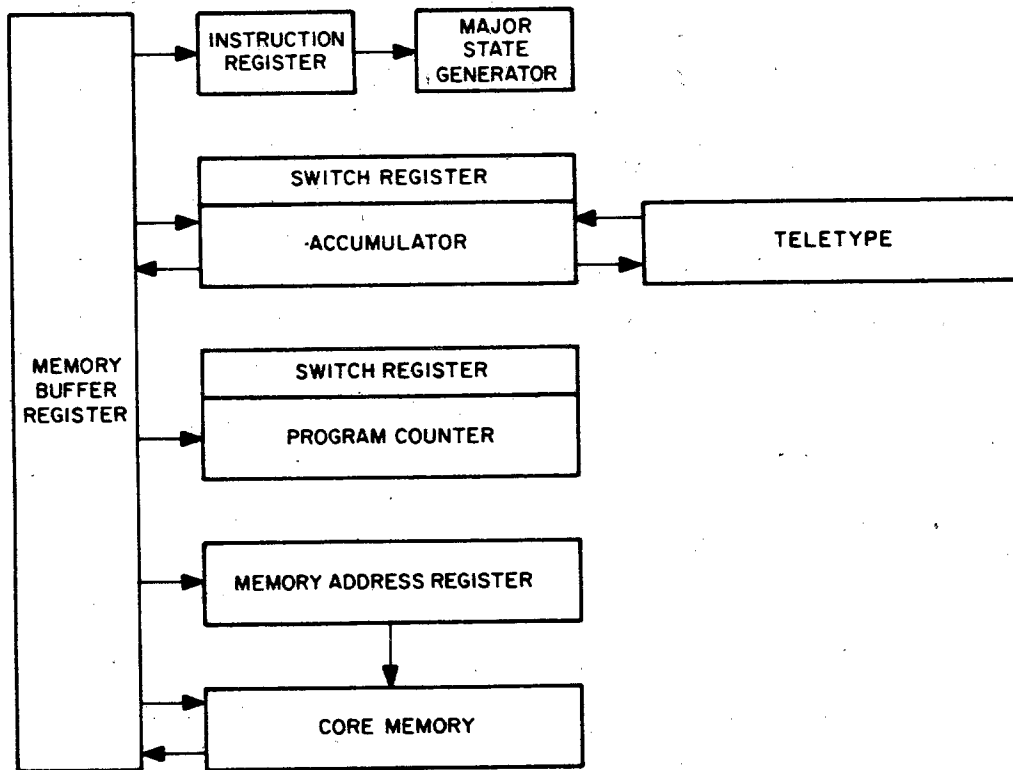 INSTRUCTION
REGISTER
MAJOR
STATE
GENERATOR
SWITCH REGISTER
ACCUMULATOR
TELETYPE
MEMORY
BUFFER
REGISTER
SWITCH REGISTER
PROGRAM COUNTER
MEMORY ADDRESS REGISTER
CORE MEMORY